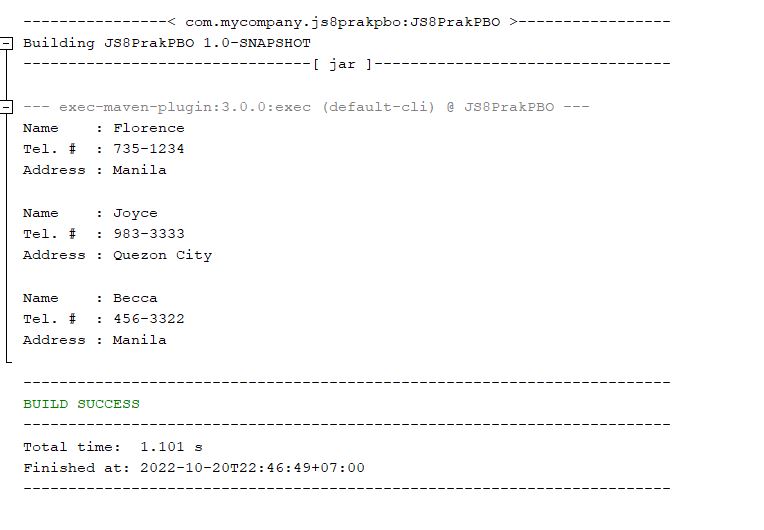 ----------------< com.mycompany.js8prakpbo:JS8PrakPBO >-----------------
Building JS8PrakPBO 1.0-SNAPSHOT
--------------------------------[ jar ]---------------------------------
--- exec-maven-plugin:3.0.0:exec (default-cli) @ JS8PrakPBO ---
Name    : Florence
Tel. #  : 735-1234
Address : Manila

Name    : Joyce
Tel. #  : 983-3333
Address : Quezon City

Name    : Becca
Tel. #  : 456-3322
Address : Manila

------------------------------------------------------------------------
BUILD SUCCESS
------------------------------------------------------------------------
Total time:  1.101 s
Finished at: 2022-10-20T22:46:49+07:00
------------------------------------------------------------------------